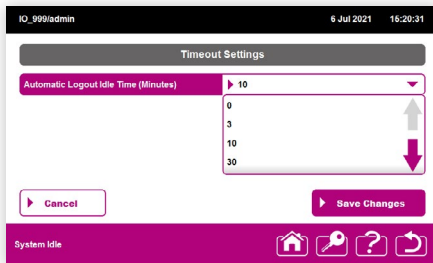 IO_999/admin 6 Jul 2021 15:20:31
Timeout Settings
Automatic Logout Idle Time (Minutes) 10
0
3
10
30
Cancel Save Changes
System Idle ?